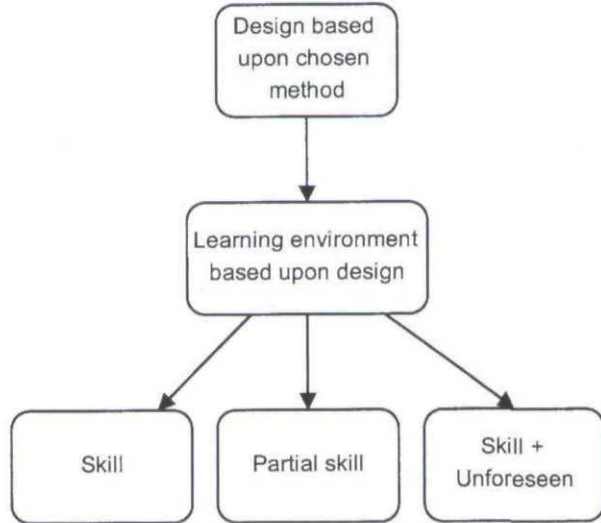 Design based
upon chosen
method
Learning environment
based upon design
Skill
Partial skill
Skill +
Unforeseen